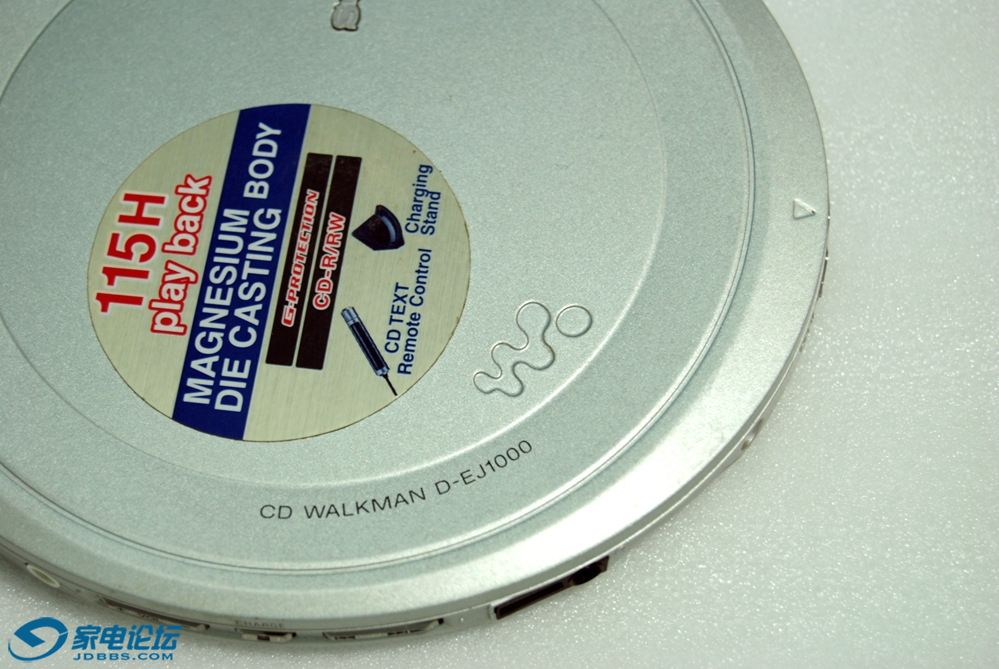 115H
play back
MAGNESIUM
DIE CASTING BODY
G-PROTECTION
CD-R/RW
Charging
Stand
CD TEXT
Remote Control
CD WALKMAN D-EJ1000
CHARGE
家电论坛
JDBBS.COM